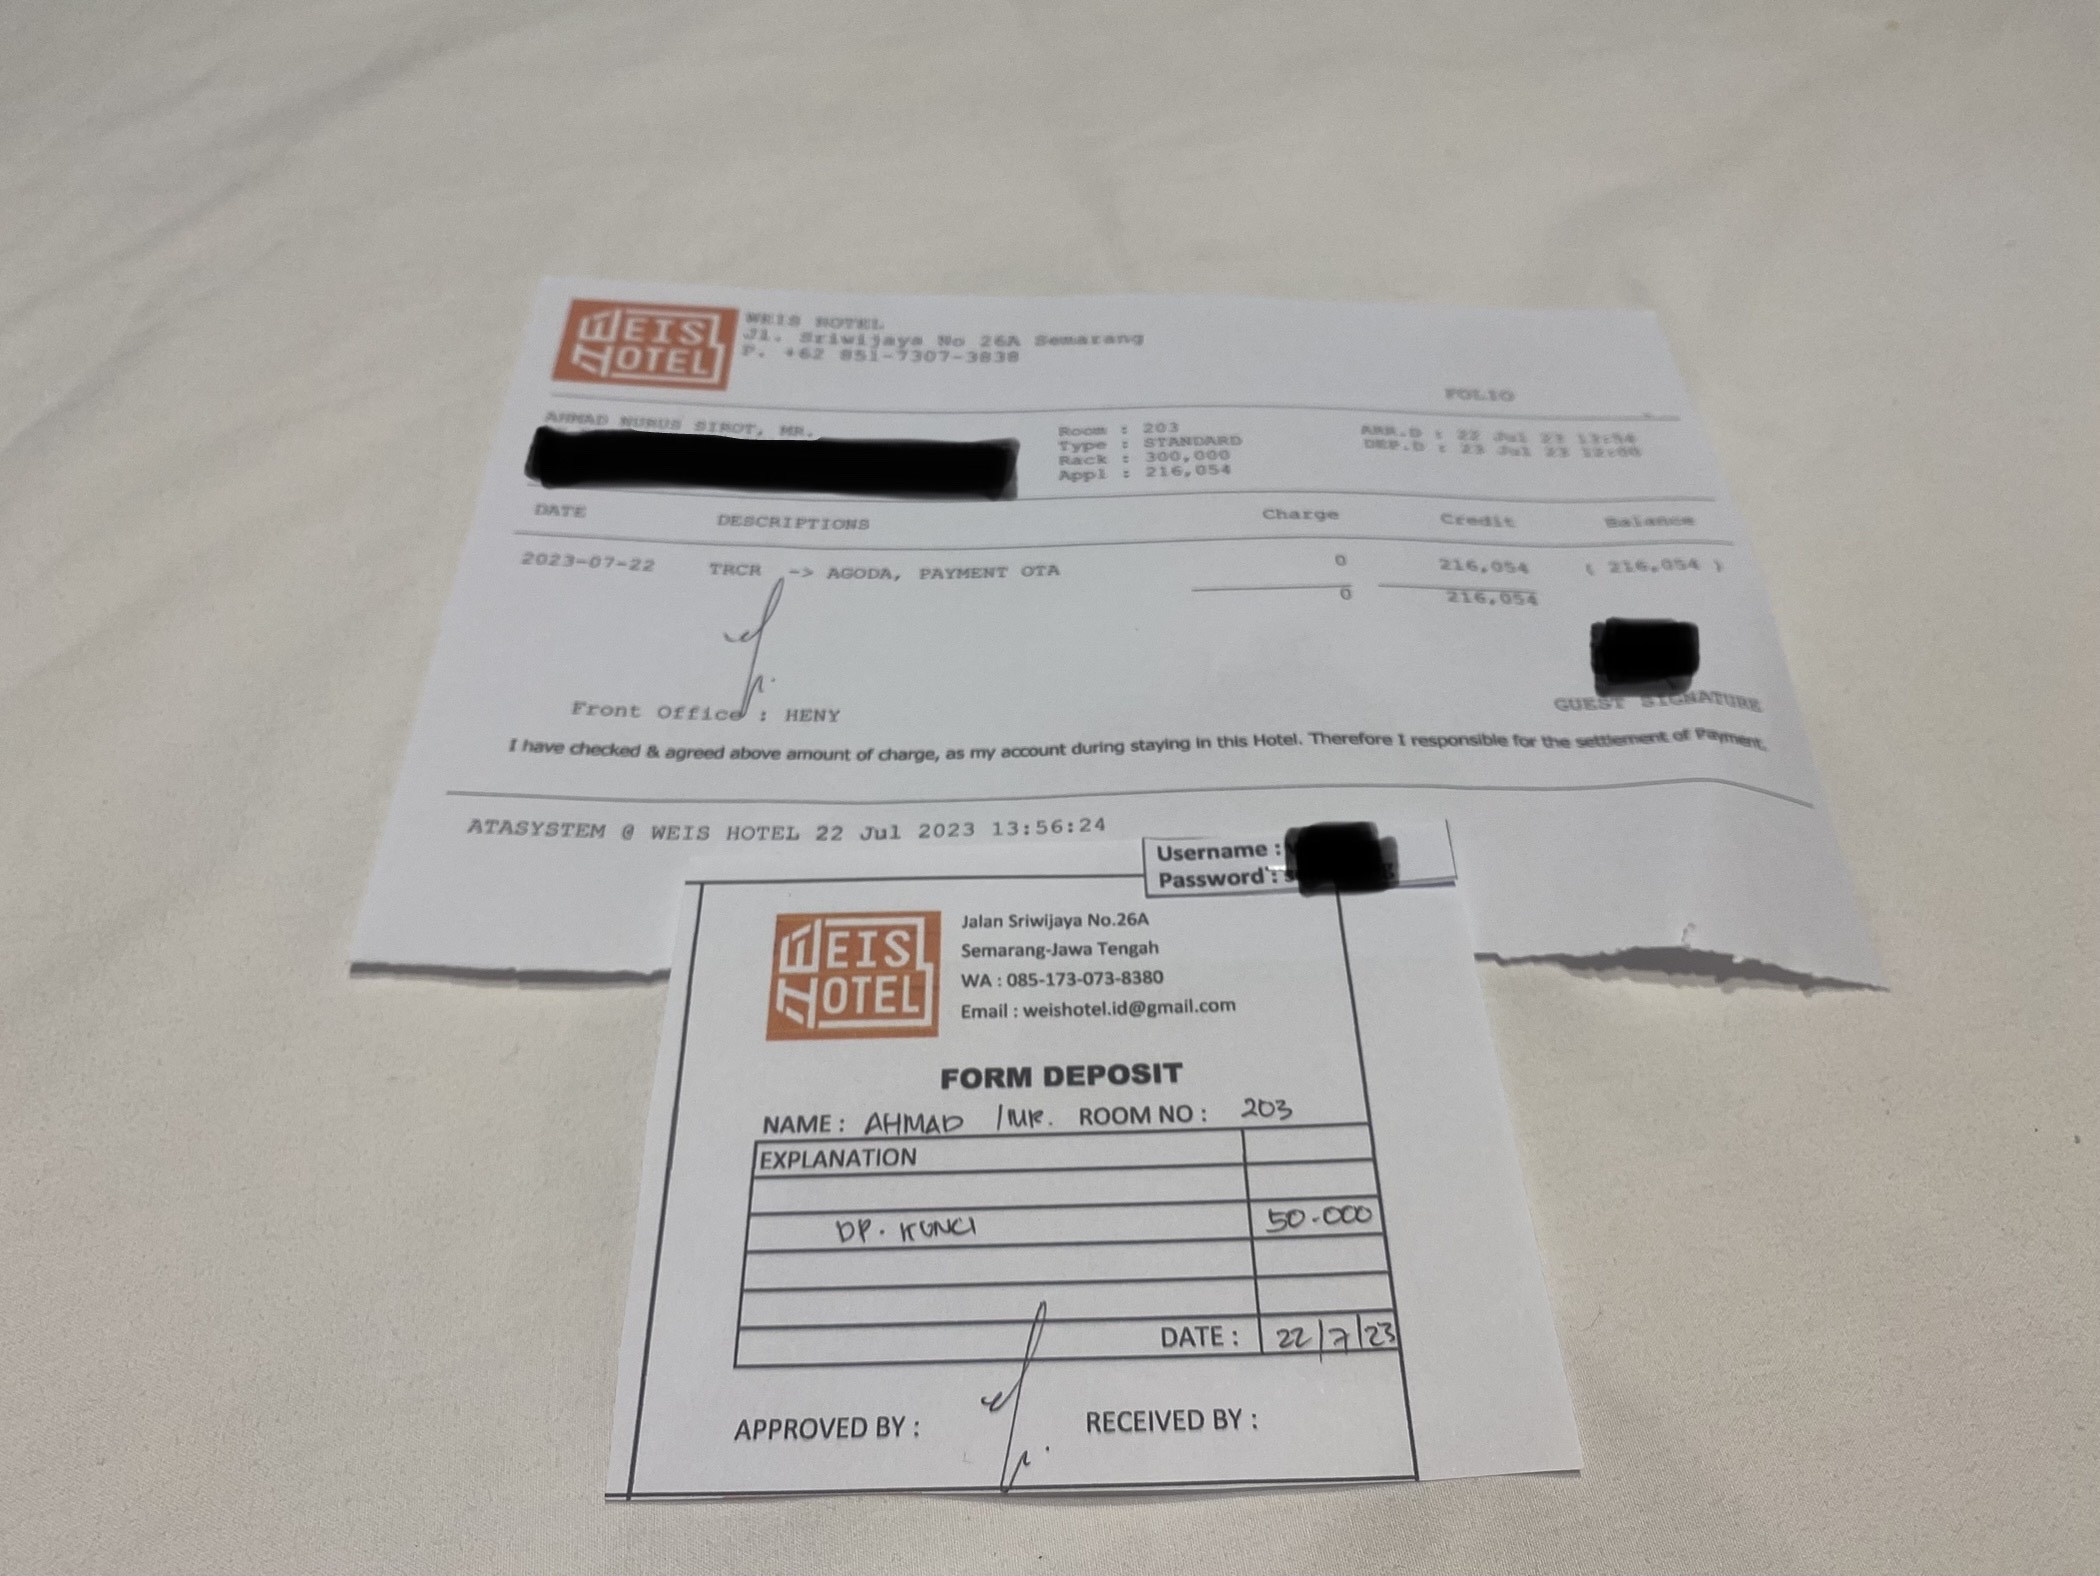 WEIS HOTEL
WEIS HOTEL
Jl. Sriwijaya No 26A Semarang
P. +62 851-7307-3838
FOLIO
AHMAD NURUS SIROT, MR.
Room : 203
Type : STANDARD
Rack : 300,000
Appl : 216,054
ARR.D : 22 Jul 23 13:54
DEP.D : 23 Jul 23 12:00
DATE DESCRIPTIONS Charge Credit Balance
2023-07-22 TRCR -> AGODA, PAYMENT OTA 0 216,054 ( 216,054 )
0 216,054
Front Office : HENY
GUEST SIGNATURE
I have checked & agreed above amount of charge, as my account during staying in this Hotel. Therefore I responsible for the settlement of Payment.
ATASYSTEM @ WEIS HOTEL 22 Jul 2023 13:56:24
Username :
Password :
WEIS HOTEL
Jalan Sriwijaya No.26A
Semarang-Jawa Tengah
WA : 085-173-073-8380
Email : weishotel.id@gmail.com
FORM DEPOSIT
NAME : AHMAD /MR. ROOM NO : 203
EXPLANATION
DP. KUNCI 50.000
DATE : 22/7/23
APPROVED BY : RECEIVED BY :